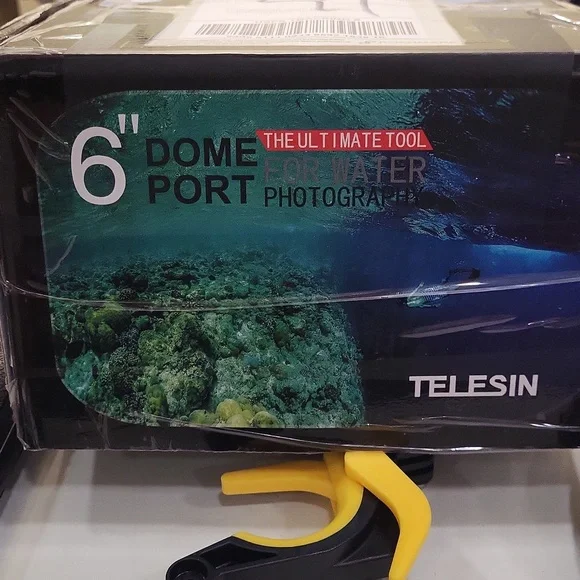 6" DOME PORT
THE ULTIMATE TOOL
FOR WATER
PHOTOGRAPHY
TELESIN